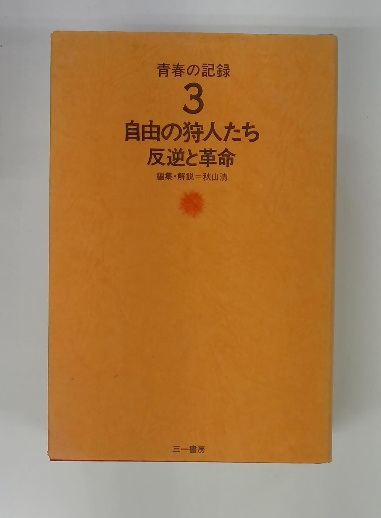 青春の記録
3
自由の狩人たち
反逆と革命
編集・解説=秋山清
三一書房